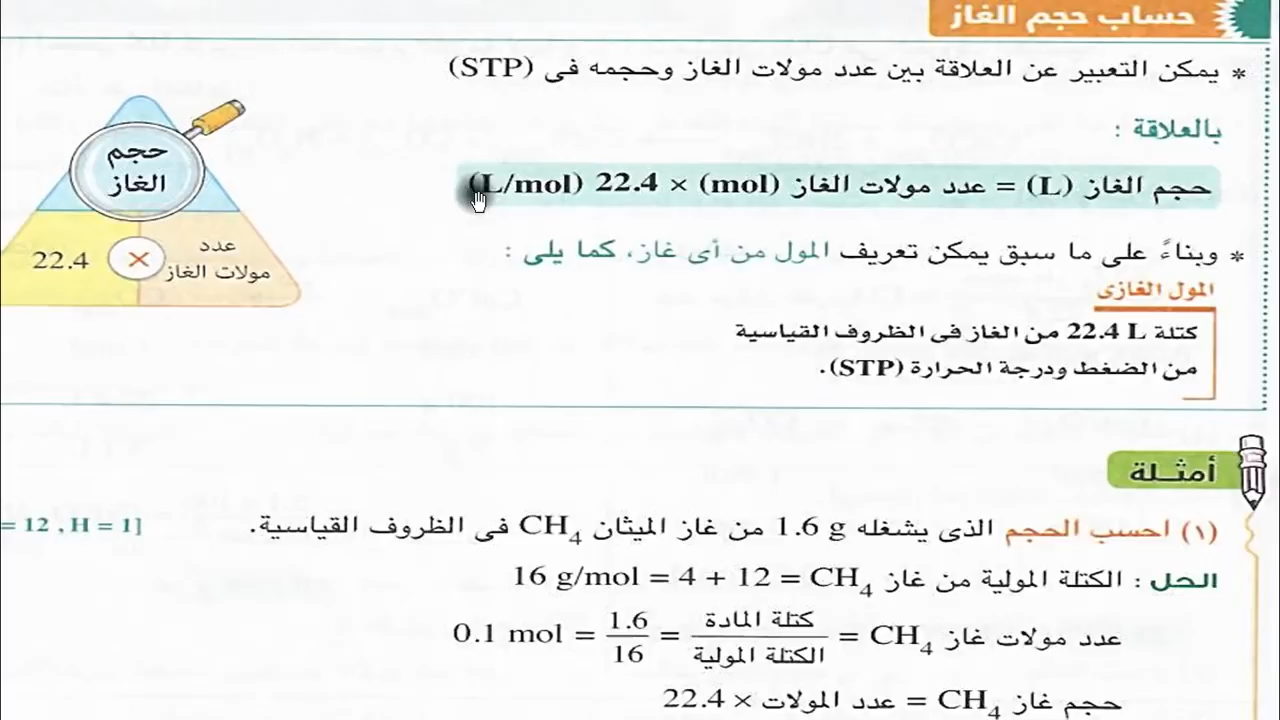 حساب حجم الغاز
* يمكن التعبير عن العلاقة بين عدد مولات الغاز وحجمه فى (STP)
بالعلاقة :
حجم الغاز (L) = عدد مولات الغاز (mol) × 22.4 (L/mol)
حجم
الغاز
عدد
مولات الغاز × 22.4
* وبناءً على ما سبق يمكن تعريف المول من أى غاز، كما يلى :
المول الغازى
كتلة 22.4 L من الغاز فى الظروف القياسية
من الضغط ودرجة الحرارة (STP).
أمثـلة
(١) احسب الحجم الذى يشغله 1.6 g من غاز الميثان CH₄ فى الظروف القياسية.
= 12 , H = 1]
الحل : الكتلة المولية من غاز CH₄ = 12 + 4 = 16 g/mol
عدد مولات غاز CH₄ = كتلة المادة / الكتلة المولية = 1.6 / 16 = 0.1 mol
حجم غاز CH₄ = عدد المولات × 22.4